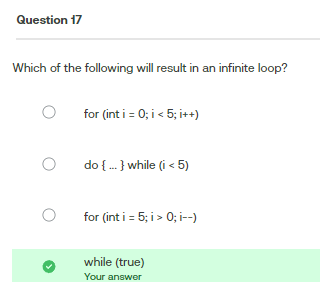 Question 17
Which of the following will result in an infinite loop?
for (int i = 0; i < 5; i++)
do { ... } while (i < 5)
for (int i = 5; i > 0; i--)
while (true)
Your answer